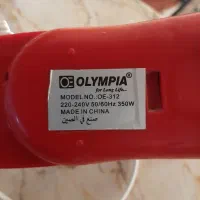 OE OLYMPIA
for Long Life...
MODEL NO.:OE-312
220-240V 50/60Hz 350W
MADE IN CHINA
صنع في الصين